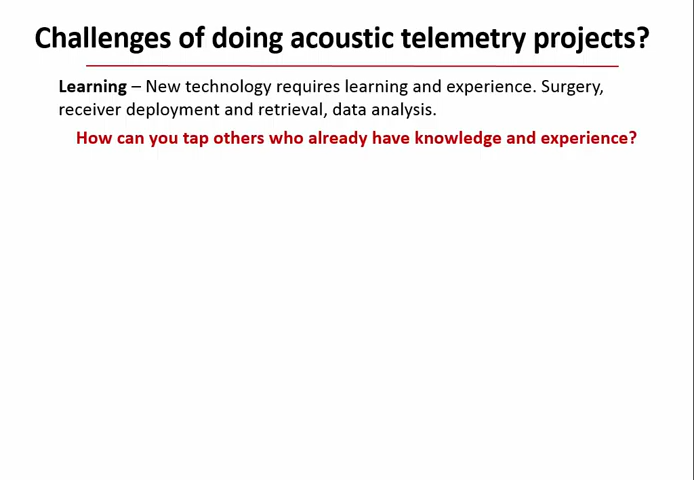 Challenges of doing acoustic telemetry projects?
Learning – New technology requires learning and experience. Surgery,
receiver deployment and retrieval, data analysis.
How can you tap others who already have knowledge and experience?